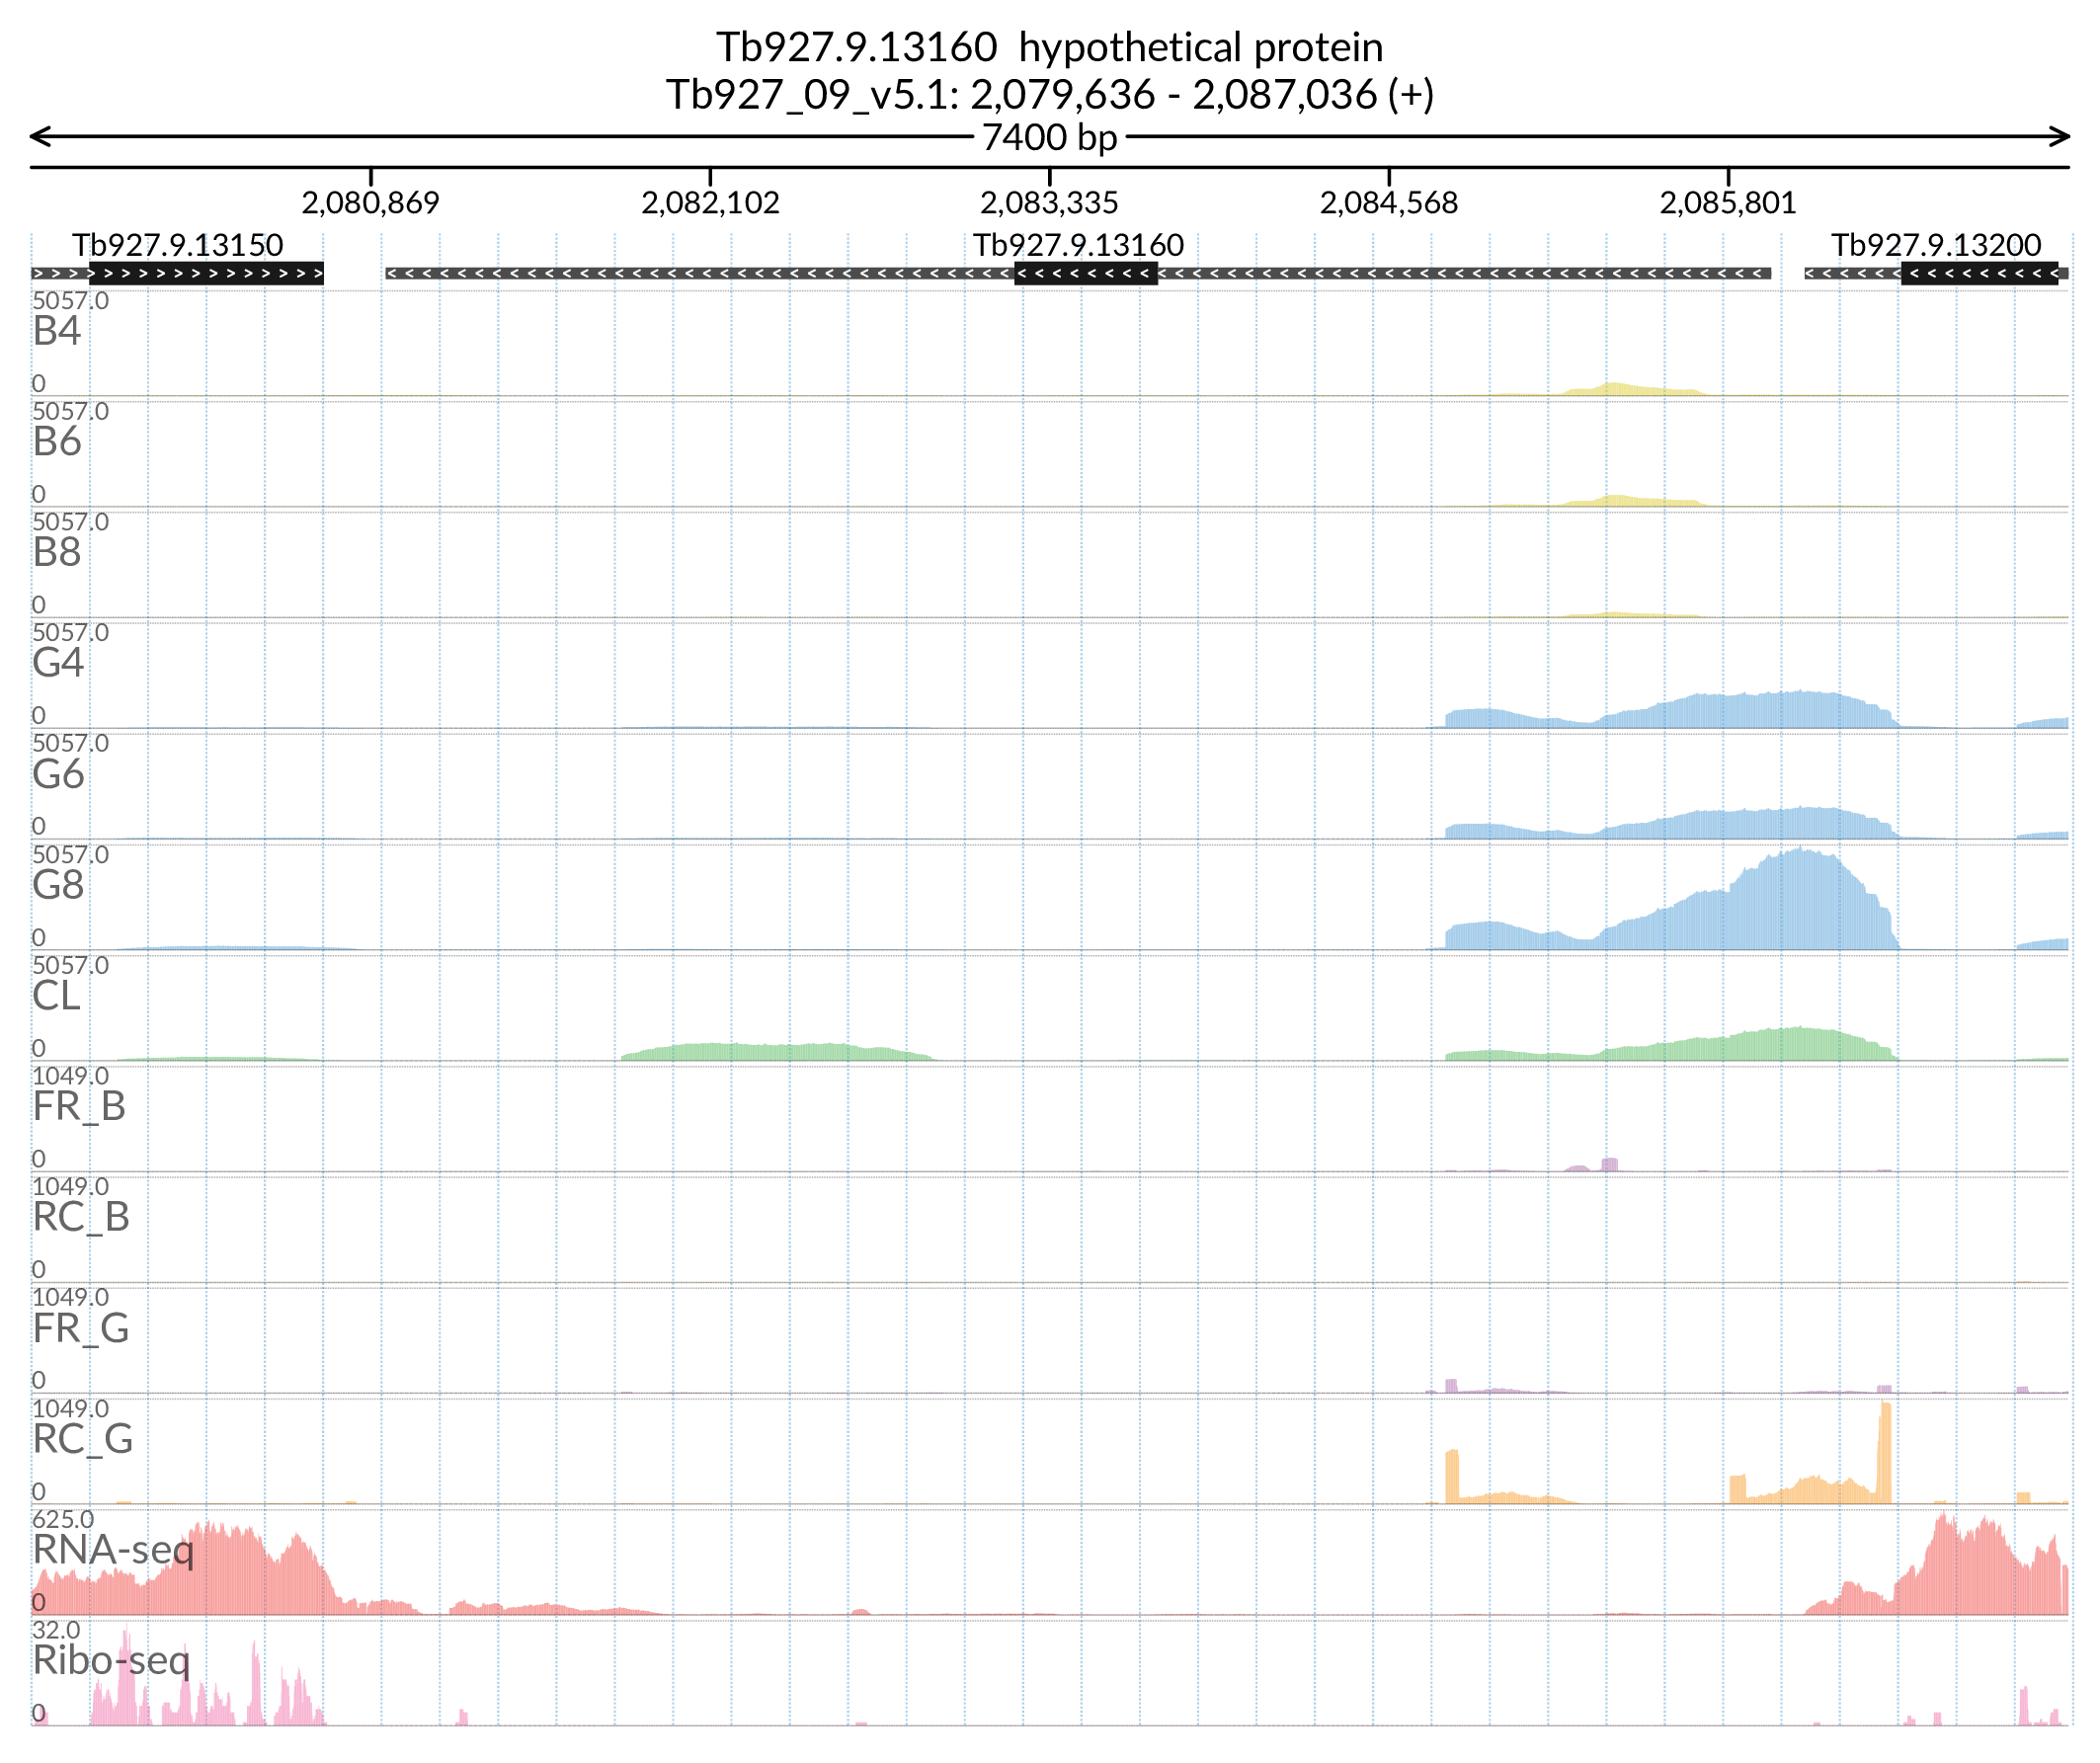 Tb927.9.13160 hypothetical protein
Tb927_09_v5.1: 2,079,636 - 2,087,036 (+)
7400 bp
2,080,869 2,082,102 2,083,335 2,084,568 2,085,801
Tb927.9.13150 Tb927.9.13160 Tb927.9.13200
5057.0
B4
0
5057.0
B6
0
5057.0
B8
0
5057.0
G4
0
5057.0
G6
0
5057.0
G8
0
5057.0
CL
0
1049.0
FR_B
0
1049.0
RC_B
0
1049.0
FR_G
0
1049.0
RC_G
0
625.0
RNA-seq
0
32.0
Ribo-seq
0